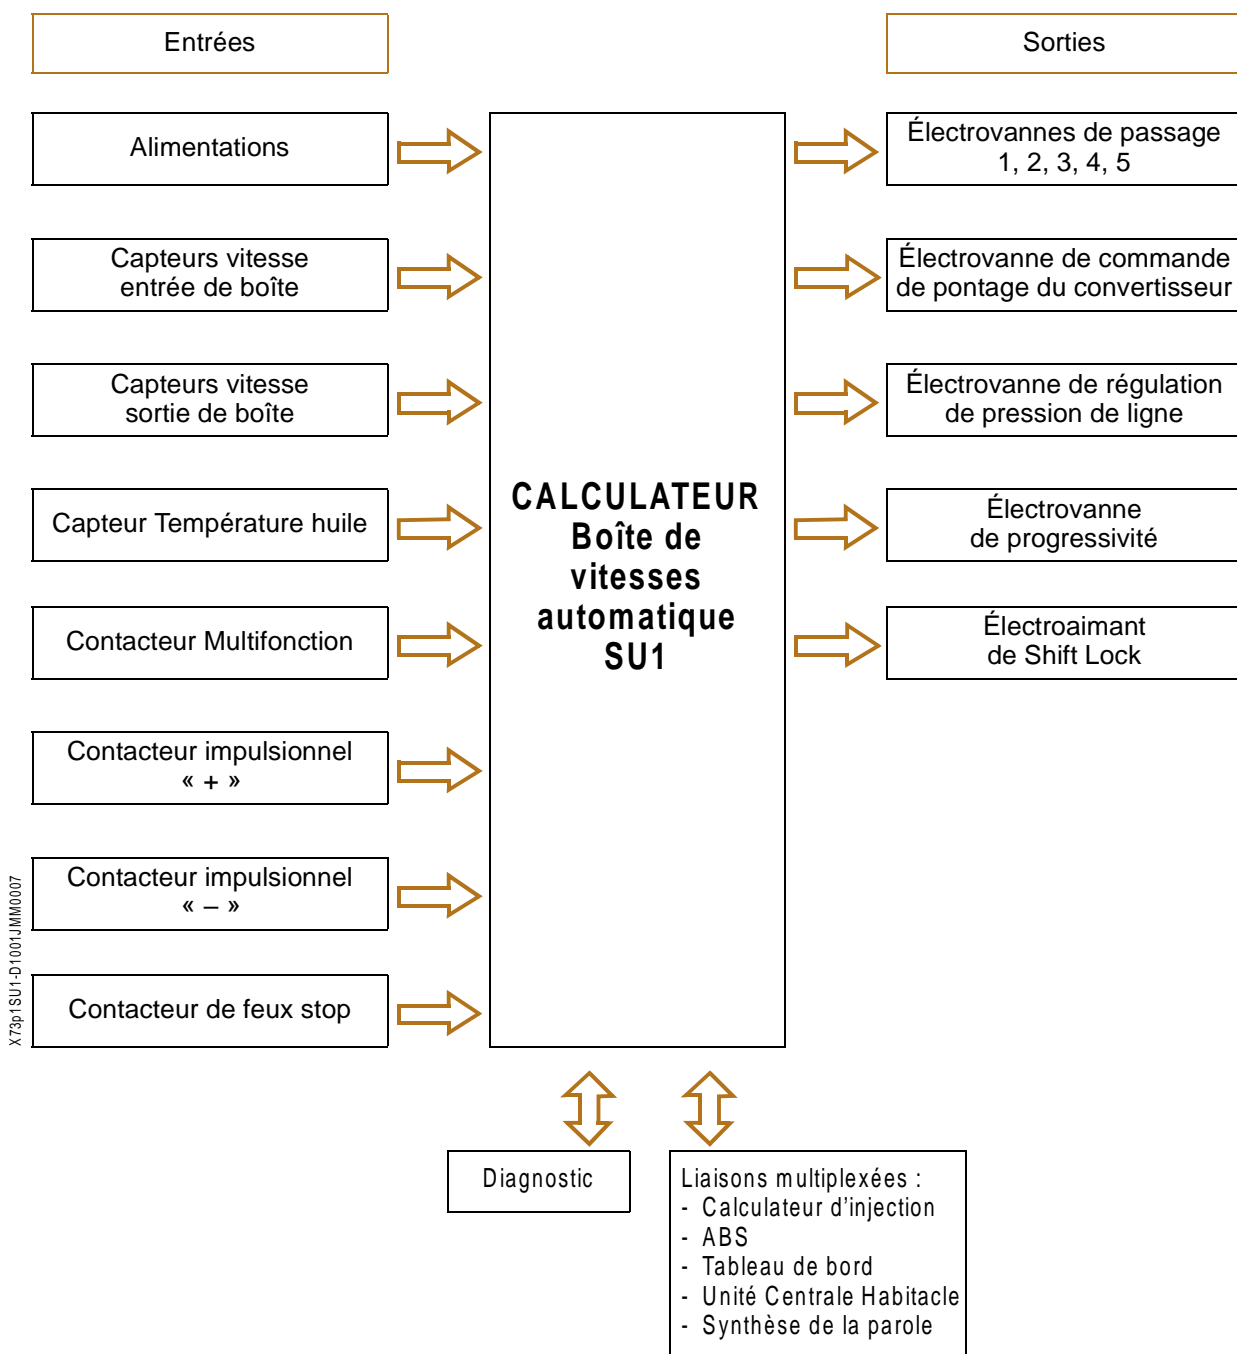 Entrées
Sorties
Alimentations
Électrovannes de passage
1, 2, 3, 4, 5
Capteurs vitesse
entrée de boîte
Électrovanne de commande
de pontage du convertisseur
Capteurs vitesse
sortie de boîte
Électrovanne de régulation
de pression de ligne
CALCULATEUR
Boîte de
vitesses
automatique
SU1
Capteur Température huile
Électrovanne
de progressivité
Contacteur Multifonction
Électroaimant
de Shift Lock
Contacteur impulsionnel
« + »
Contacteur impulsionnel
« – »
Contacteur de feux stop
X73p1SU1-D1001JMM0007
Diagnostic
Liaisons multiplexées :
- Calculateur d’injection
- ABS
- Tableau de bord
- Unité Centrale Habitacle
- Synthèse de la parole